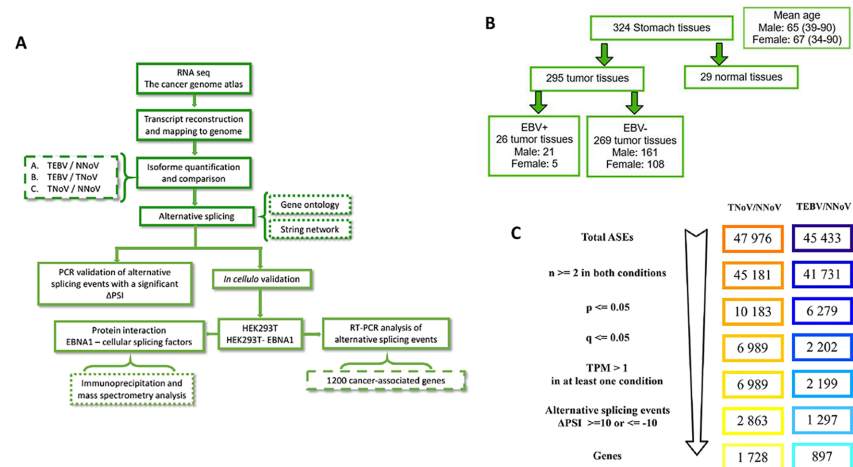 A
RNA seq
The cancer genome atlas
Transcript reconstruction
and mapping to genome
A. TEBV / NNoV
B. TEBV / TNoV
C. TNoV / NNoV
Isoforme quantification
and comparison
Alternative splicing
Gene ontology
String network
PCR validation of alternative
splicing events with a significant
ΔPSI
In cellulo validation
Protein interaction
EBNA1 – cellular splicing factors
HEK293T
HEK293T- EBNA1
RT-PCR analysis of
alternative splicing events
Immunoprecipitation and
mass spectrometry analysis
1200 cancer-associated genes
B
324 Stomach tissues
Mean age
Male: 65 (39-90)
Female: 67 (34-90)
295 tumor tissues
29 normal tissues
EBV+
26 tumor tissues
Male: 21
Female: 5
EBV-
269 tumor tissues
Male: 161
Female: 108
C
TNoV/NNoV TEBV/NNoV
Total ASEs 47 976 45 433
n >= 2 in both conditions 45 181 41 731
p <= 0.05 10 183 6 279
q <= 0.05 6 989 2 202
TPM > 1
in at least one condition 6 989 2 199
Alternative splicing events
ΔPSI >=10 or <= -10 2 863 1 297
Genes 1 728 897